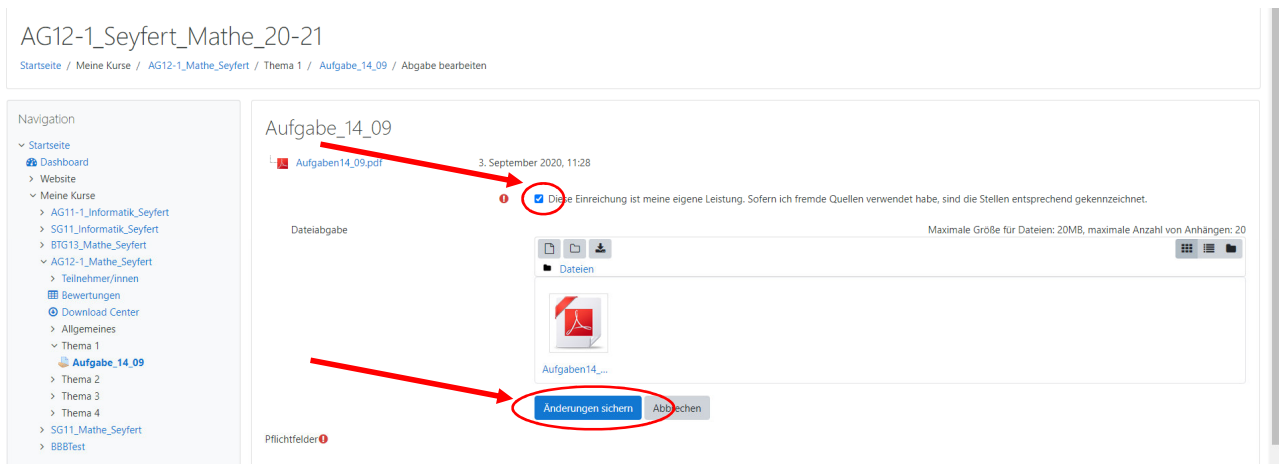 AG12-1_Seyfert_Mathe_20-21
Startseite / Meine Kurse / AG12-1_Mathe_Seyfert / Thema 1 / Aufgabe_14_09 / Abgabe bearbeiten
Navigation
Startseite
Dashboard
Website
Meine Kurse
AG11-1_Informatik_Seyfert
SG11_Informatik_Seyfert
BTG13_Mathe_Seyfert
AG12-1_Mathe_Seyfert
Teilnehmer/innen
Bewertungen
Download Center
Allgemeines
Thema 1
Aufgabe_14_09
Thema 2
Thema 3
Thema 4
SG11_Mathe_Seyfert
BBBTest
Aufgabe_14_09
Aufgaben14_09.pdf 3. September 2020, 11:28
Diese Einreichung ist meine eigene Leistung. Sofern ich fremde Quellen verwendet habe, sind die Stellen entsprechend gekennzeichnet.
Dateiabgabe Maximale Größe für Dateien: 20MB, maximale Anzahl von Anhängen: 20
Dateien
Aufgaben14_...
Änderungen sichern Abbrechen
Pflichtfelder